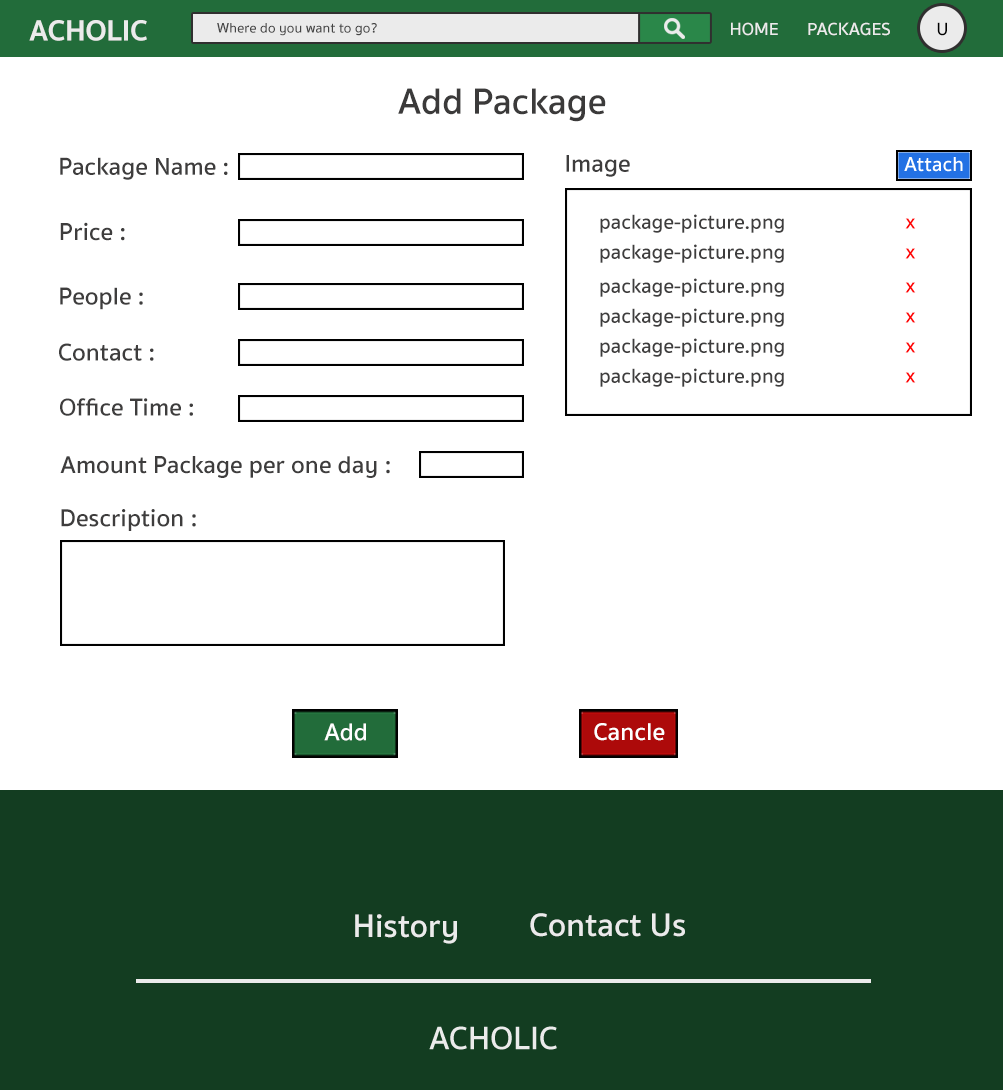 ACHOLIC
Where do you want to go?
HOME
PACKAGES
U
Add Package
Package Name :
Price :
People :
Contact :
Office Time :
Amount Package per one day :
Description :
Image
Attach
package-picture.png x
package-picture.png x
package-picture.png x
package-picture.png x
package-picture.png x
package-picture.png x
Add
Cancle
History
Contact Us
ACHOLIC